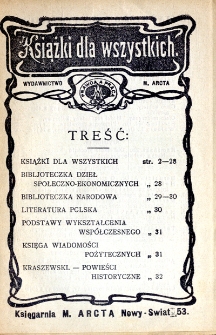 Książki dla wszystkich.
WYDAWNICTWO M. ARCTA
TREŚĆ:
KSIĄŻKI DLA WSZYSTKICH str. 2—28
BIBLIOTECZKA DZIEŁ
SPOŁECZNO-EKONOMICZNYCH „ 28
BIBLIOTECZKA NARODOWA „ 29—30
LITERATURA POLSKA „ 30
PODSTAWY WYKSZTAŁCENIA
WSPÓŁCZESNEGO „ 31
KSIĘGA WIADOMOŚCI
POŻYTECZNYCH „ 31
KRASZEWSKI. — POWIEŚCI
HISTORYCZNE „ 32
Księgarnia M. ARCTA Nowy-Świat 53.